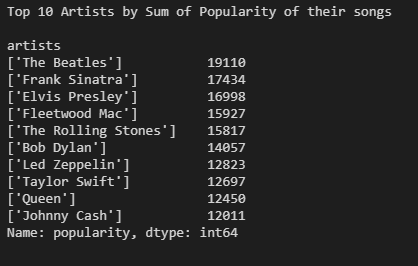 Top 10 Artists by Sum of Popularity of their songs
artists
['The Beatles'] 19110
['Frank Sinatra'] 17434
['Elvis Presley'] 16998
['Fleetwood Mac'] 15927
['The Rolling Stones'] 15817
['Bob Dylan'] 14057
['Led Zeppelin'] 12823
['Taylor Swift'] 12697
['Queen'] 12450
['Johnny Cash'] 12011
Name: popularity, dtype: int64